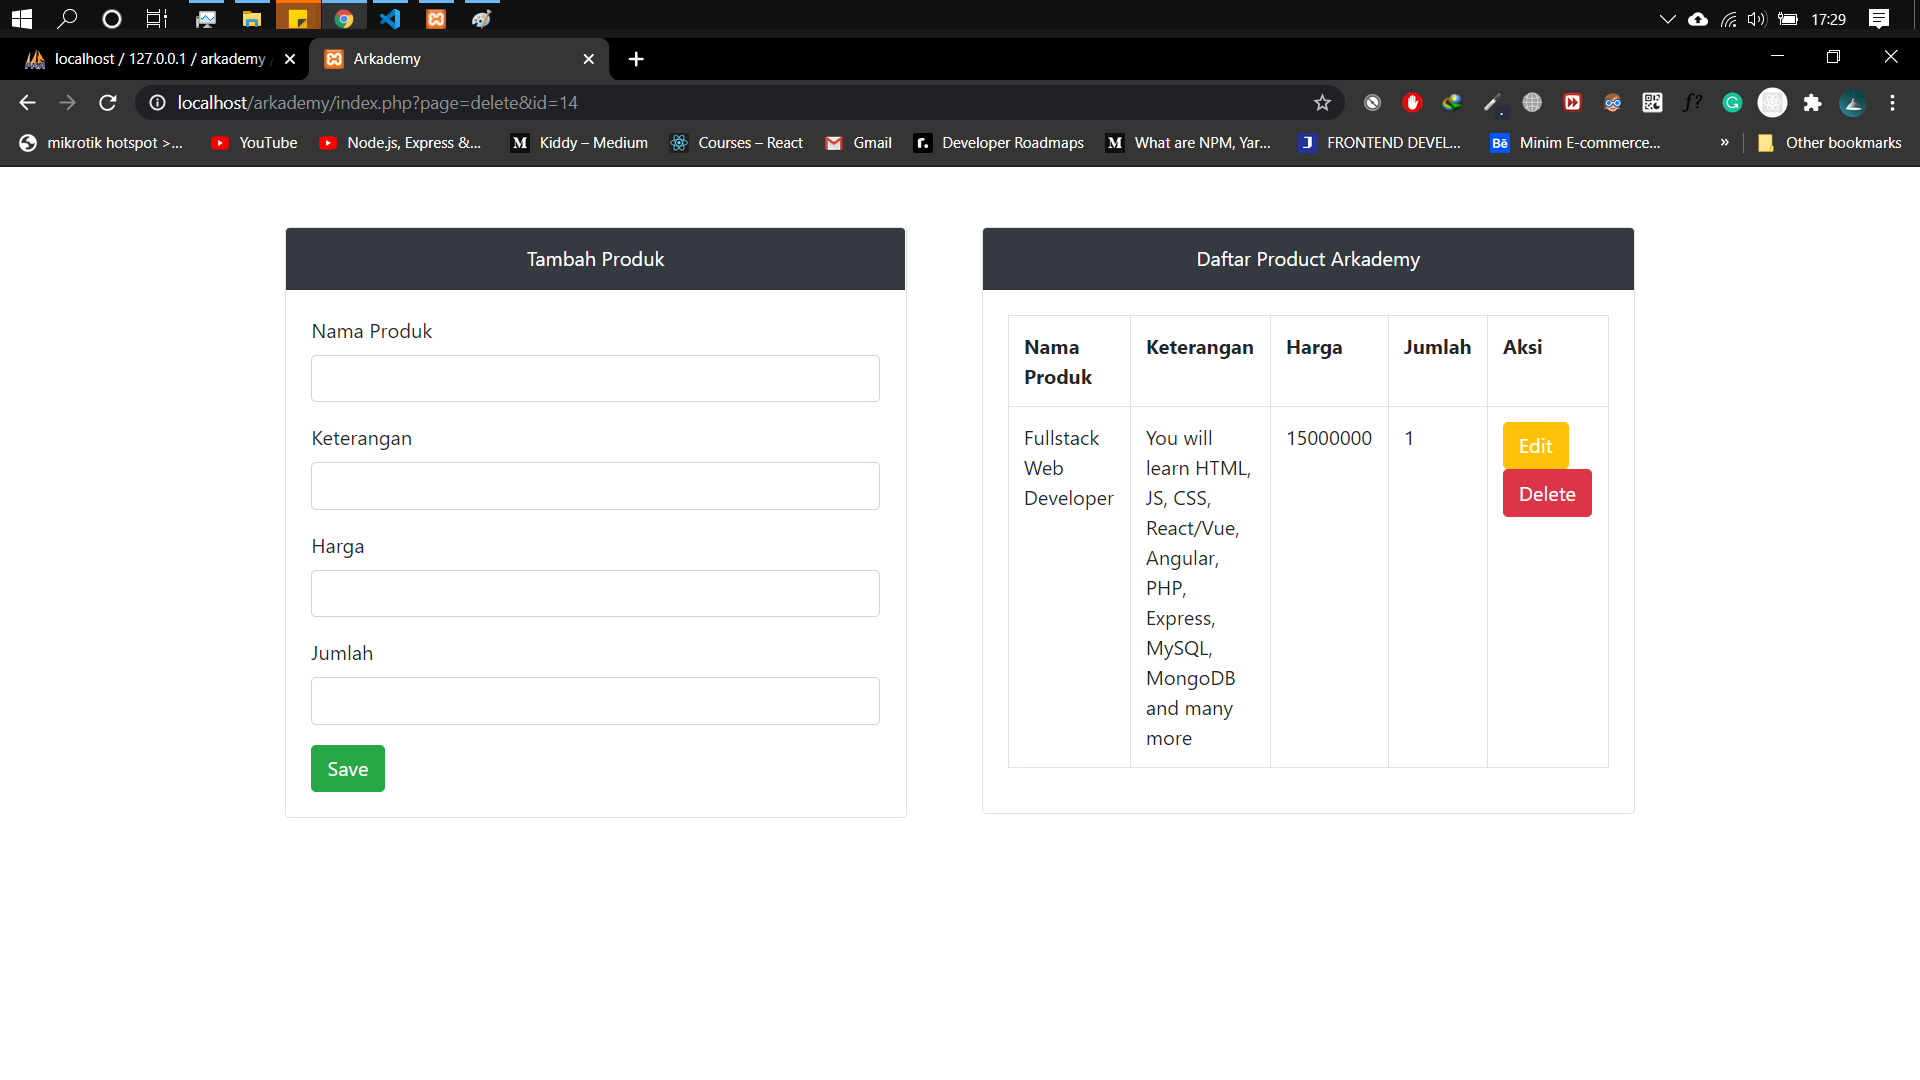 17:29
localhost / 127.0.0.1 / arkademy
Arkademy
localhost/arkademy/index.php?page=delete&id=14
mikrotik hotspot >...
YouTube
Node.js, Express &...
Kiddy – Medium
Courses – React
Gmail
Developer Roadmaps
What are NPM, Yar...
FRONTEND DEVEL...
Minim E-commerce...
»
Other bookmarks
Tambah Produk
Nama Produk
Keterangan
Harga
Jumlah
Save
Daftar Product Arkademy
Nama
Produk
Keterangan
Harga
Jumlah
Aksi
Fullstack
Web
Developer
You will
learn HTML,
JS, CSS,
React/Vue,
Angular,
PHP,
Express,
MySQL,
MongoDB
and many
more
15000000
1
Edit
Delete